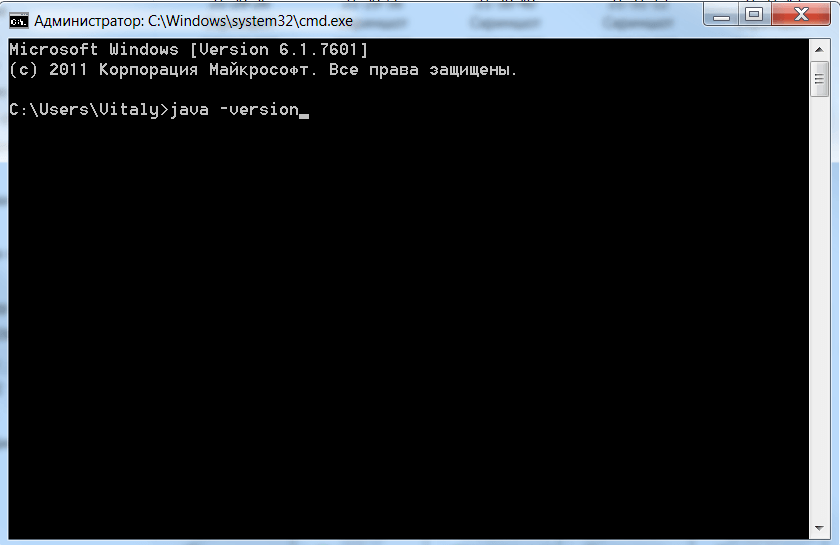 Администратор: C:\Windows\system32\cmd.exe
Microsoft Windows [Version 6.1.7601]
(c) 2011 Корпорация Майкрософт. Все права защищены.
C:\Users\Vitaly>java -version